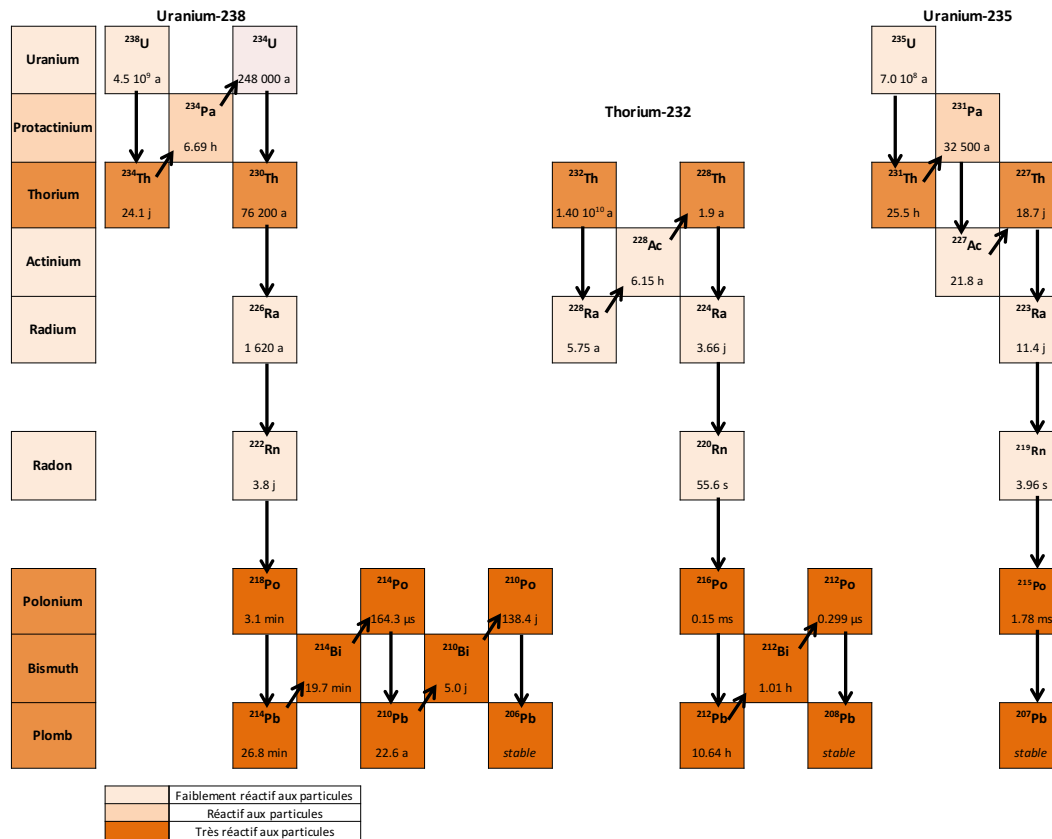 Uranium-238
Uranium-235
²³⁸U
²³⁴U
²³⁵U
Uranium
4.5 10⁹ a
248 000 a
7.0 10⁸ a
²³⁴Pa
Thorium-232
²³¹Pa
Protactinium
6.69 h
32 500 a
²³⁴Th
²³⁰Th
²³²Th
²²⁸Th
²³¹Th
²²⁷Th
Thorium
24.1 j
76 200 a
1.40 10¹⁰ a
1.9 a
25.5 h
18.7 j
²²⁸Ac
²²⁷Ac
Actinium
6.15 h
21.8 a
²²⁶Ra
²²⁸Ra
²²⁴Ra
²²³Ra
Radium
1 620 a
5.75 a
3.66 j
11.4 j
²²²Rn
²²⁰Rn
²¹⁹Rn
Radon
3.8 j
55.6 s
3.96 s
²¹⁸Po
²¹⁴Po
²¹⁰Po
²¹⁶Po
²¹²Po
²¹⁵Po
Polonium
3.1 min
164.3 µs
138.4 j
0.15 ms
0.299 µs
1.78 ms
²¹⁴Bi
²¹⁰Bi
²¹²Bi
Bismuth
19.7 min
5.0 j
1.01 h
²¹⁴Pb
²¹⁰Pb
²⁰⁶Pb
²¹²Pb
²⁰⁸Pb
²⁰⁷Pb
Plomb
26.8 min
22.6 a
stable
10.64 h
stable
stable
Faiblement réactif aux particules
Réactif aux particules
Très réactif aux particules